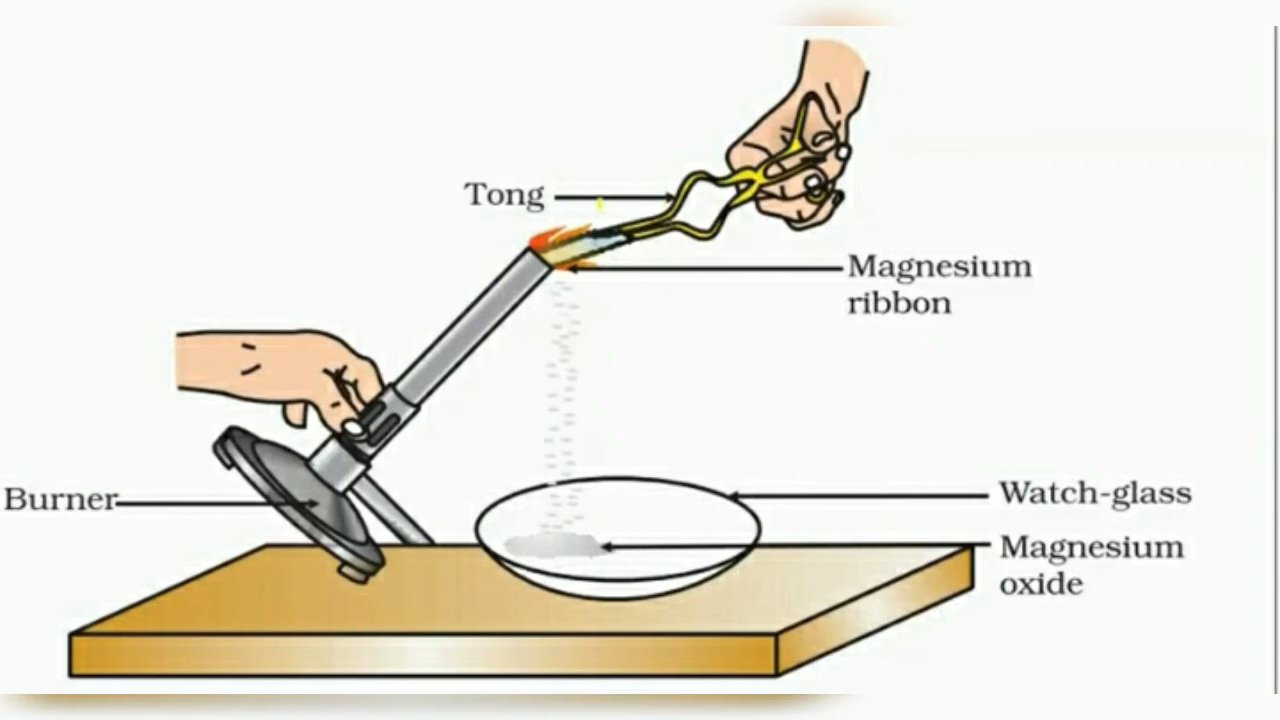 Tong
Magnesium
ribbon
Burner
Watch-glass
Magnesium
oxide